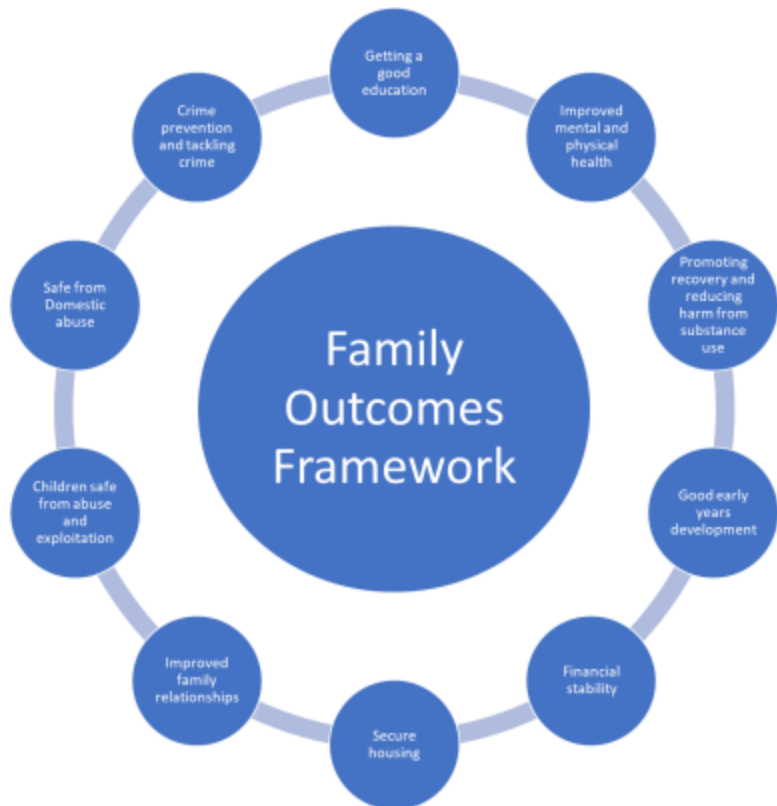 Getting a
good
education
Improved
mental and
physical
health
Promoting
recovery and
reducing
harm from
substance
use
Good early
years
development
Financial
stability
Secure
housing
Improved
family
relationships
Children safe
from abuse
and
exploitation
Safe from
Domestic
abuse
Crime
prevention
and tackling
crime
Family
Outcomes
Framework